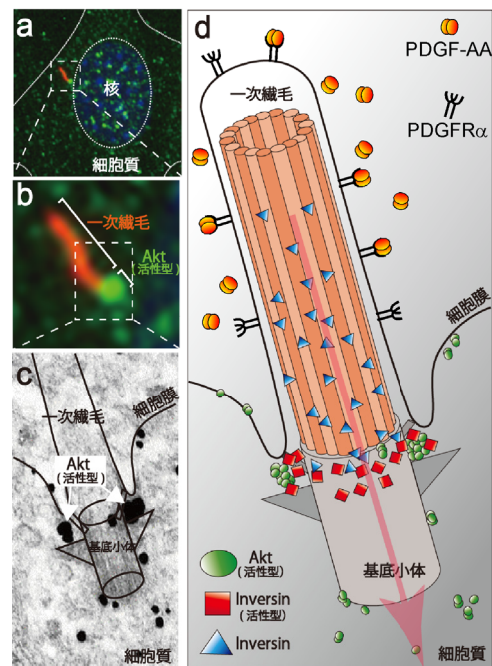 a
核
細胞質
b
一次繊毛
Akt
(活性型)
c
一次繊毛
細胞膜
Akt
(活性型)
基底小体
細胞質
d
PDGF-AA
一次繊毛
PDGFRα
細胞膜
基底小体
Akt
(活性型)
Inversin
(活性型)
Inversin
細胞質